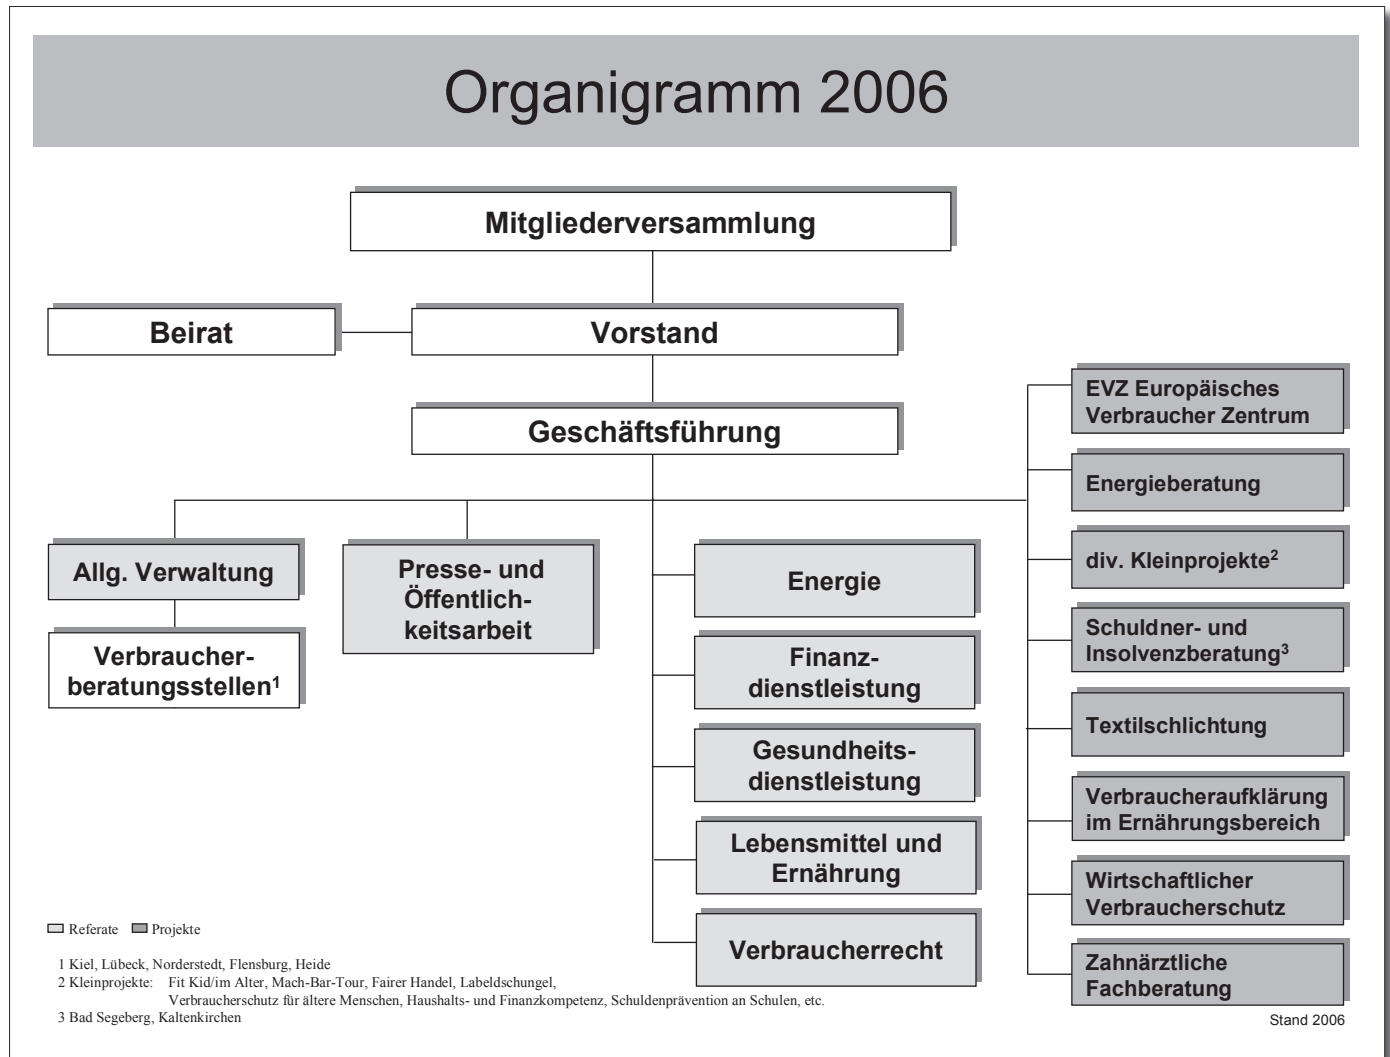 Organigramm 2006
Mitgliederversammlung
Beirat
Vorstand
Geschäftsführung
Allg. Verwaltung
Verbraucher-
beratungsstellen¹
Presse- und
Öffentlich-
keitsarbeit
Energie
Finanz-
dienstleistung
Gesundheits-
dienstleistung
Lebensmittel und
Ernährung
Verbraucherrecht
EVZ Europäisches
Verbraucher Zentrum
Energieberatung
div. Kleinprojekte²
Schuldner- und
Insolvenzberatung³
Textilschlichtung
Verbraucheraufklärung
im Ernährungsbereich
Wirtschaftlicher
Verbraucherschutz
Zahnärztliche
Fachberatung
Referate Projekte
1 Kiel, Lübeck, Norderstedt, Flensburg, Heide
2 Kleinprojekte: Fit Kid/im Alter, Mach-Bar-Tour, Fairer Handel, Labeldschungel,
Verbraucherschutz für ältere Menschen, Haushalts- und Finanzkompetenz, Schuldenprävention an Schulen, etc.
3 Bad Segeberg, Kaltenkirchen
Stand 2006